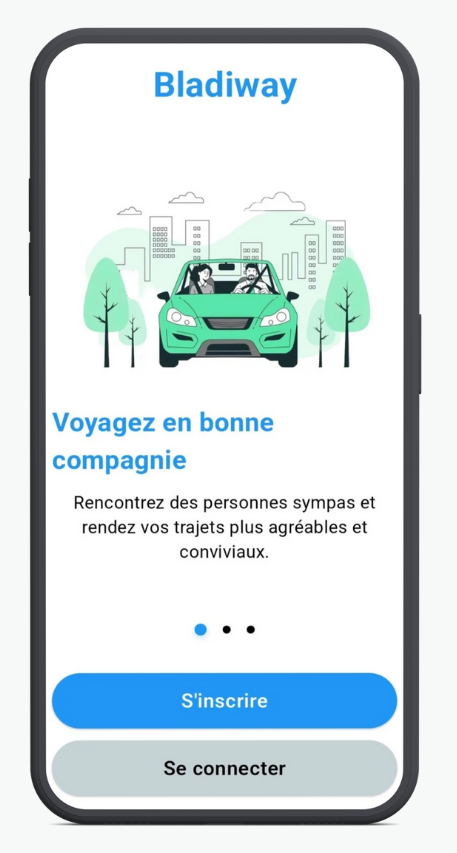 Bladiway
Voyagez en bonne
compagnie
Rencontrez des personnes sympas et
rendez vos trajets plus agréables et
conviviaux.
S'inscrire
Se connecter